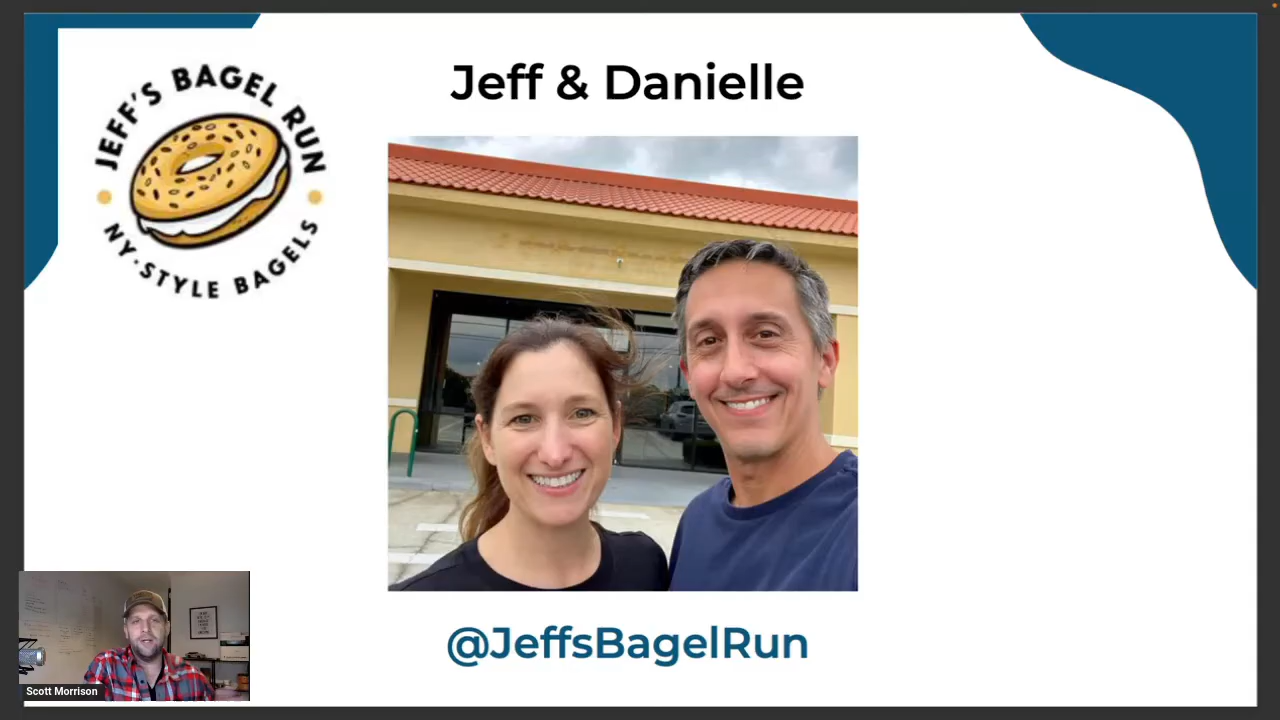 JEFF'S BAGEL RUN
NY-STYLE BAGELS
Jeff & Danielle
@JeffsBagelRun
Scott Morrison